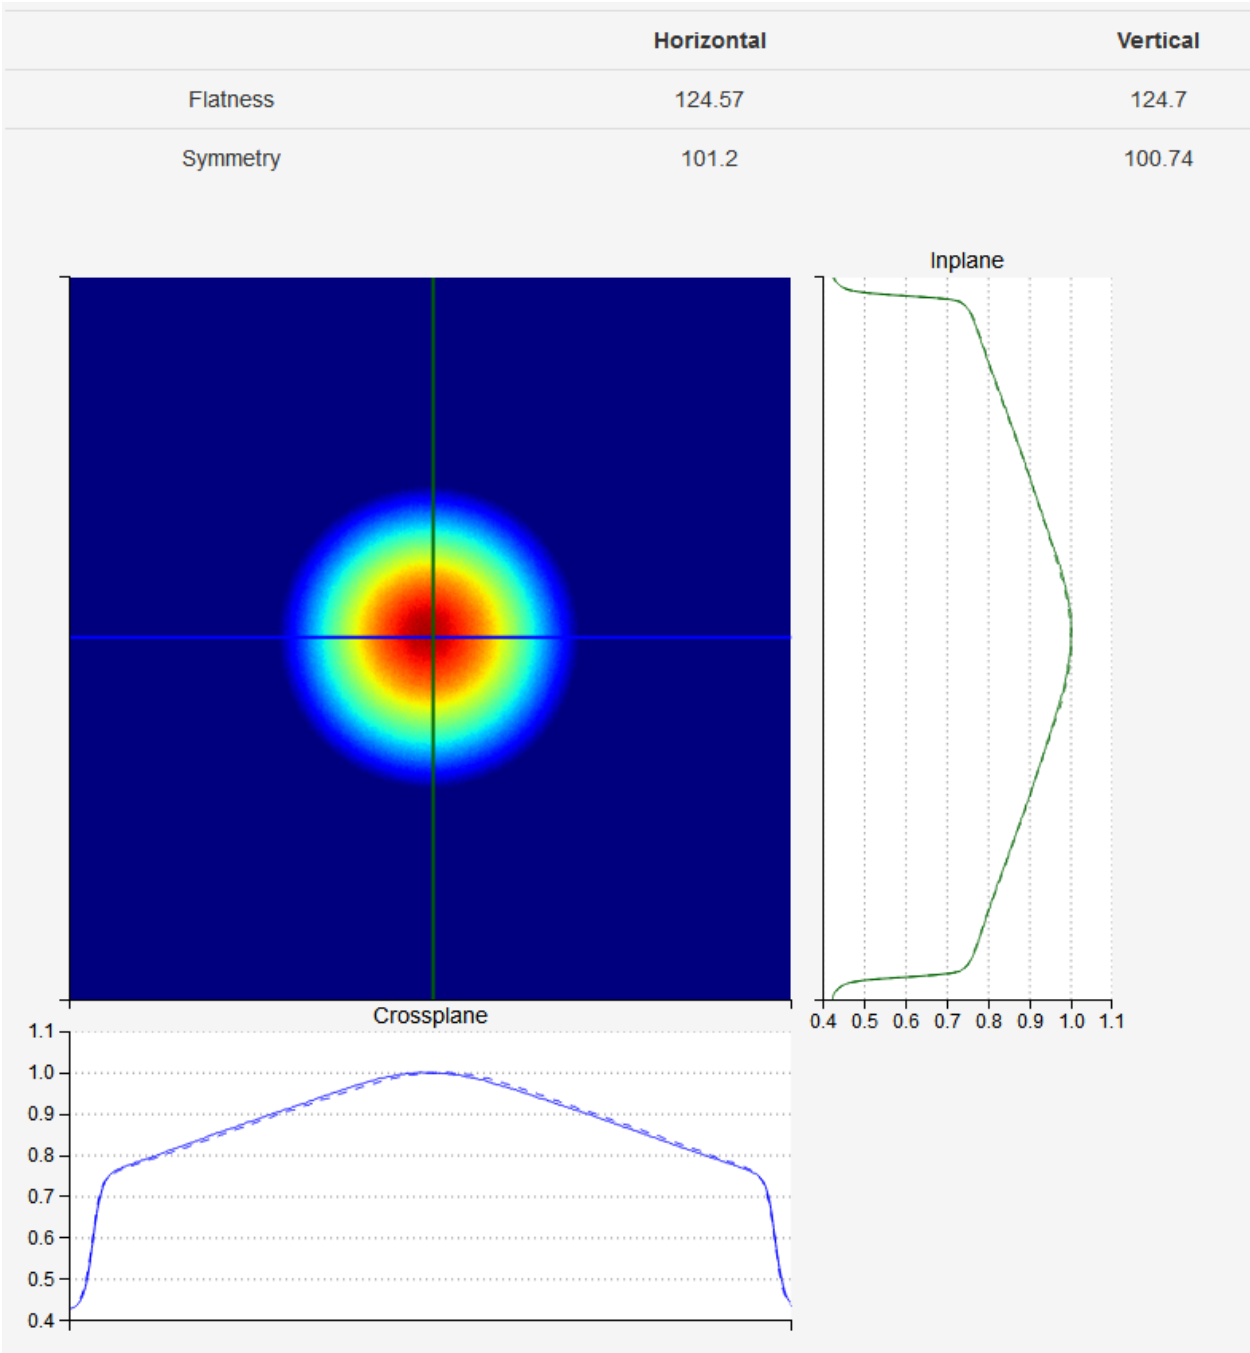 Horizontal Vertical
Flatness 124.57 124.7
Symmetry 101.2 100.74
Inplane
0.4 0.5 0.6 0.7 0.8 0.9 1.0 1.1
Crossplane
1.1
1.0
0.9
0.8
0.7
0.6
0.5
0.4